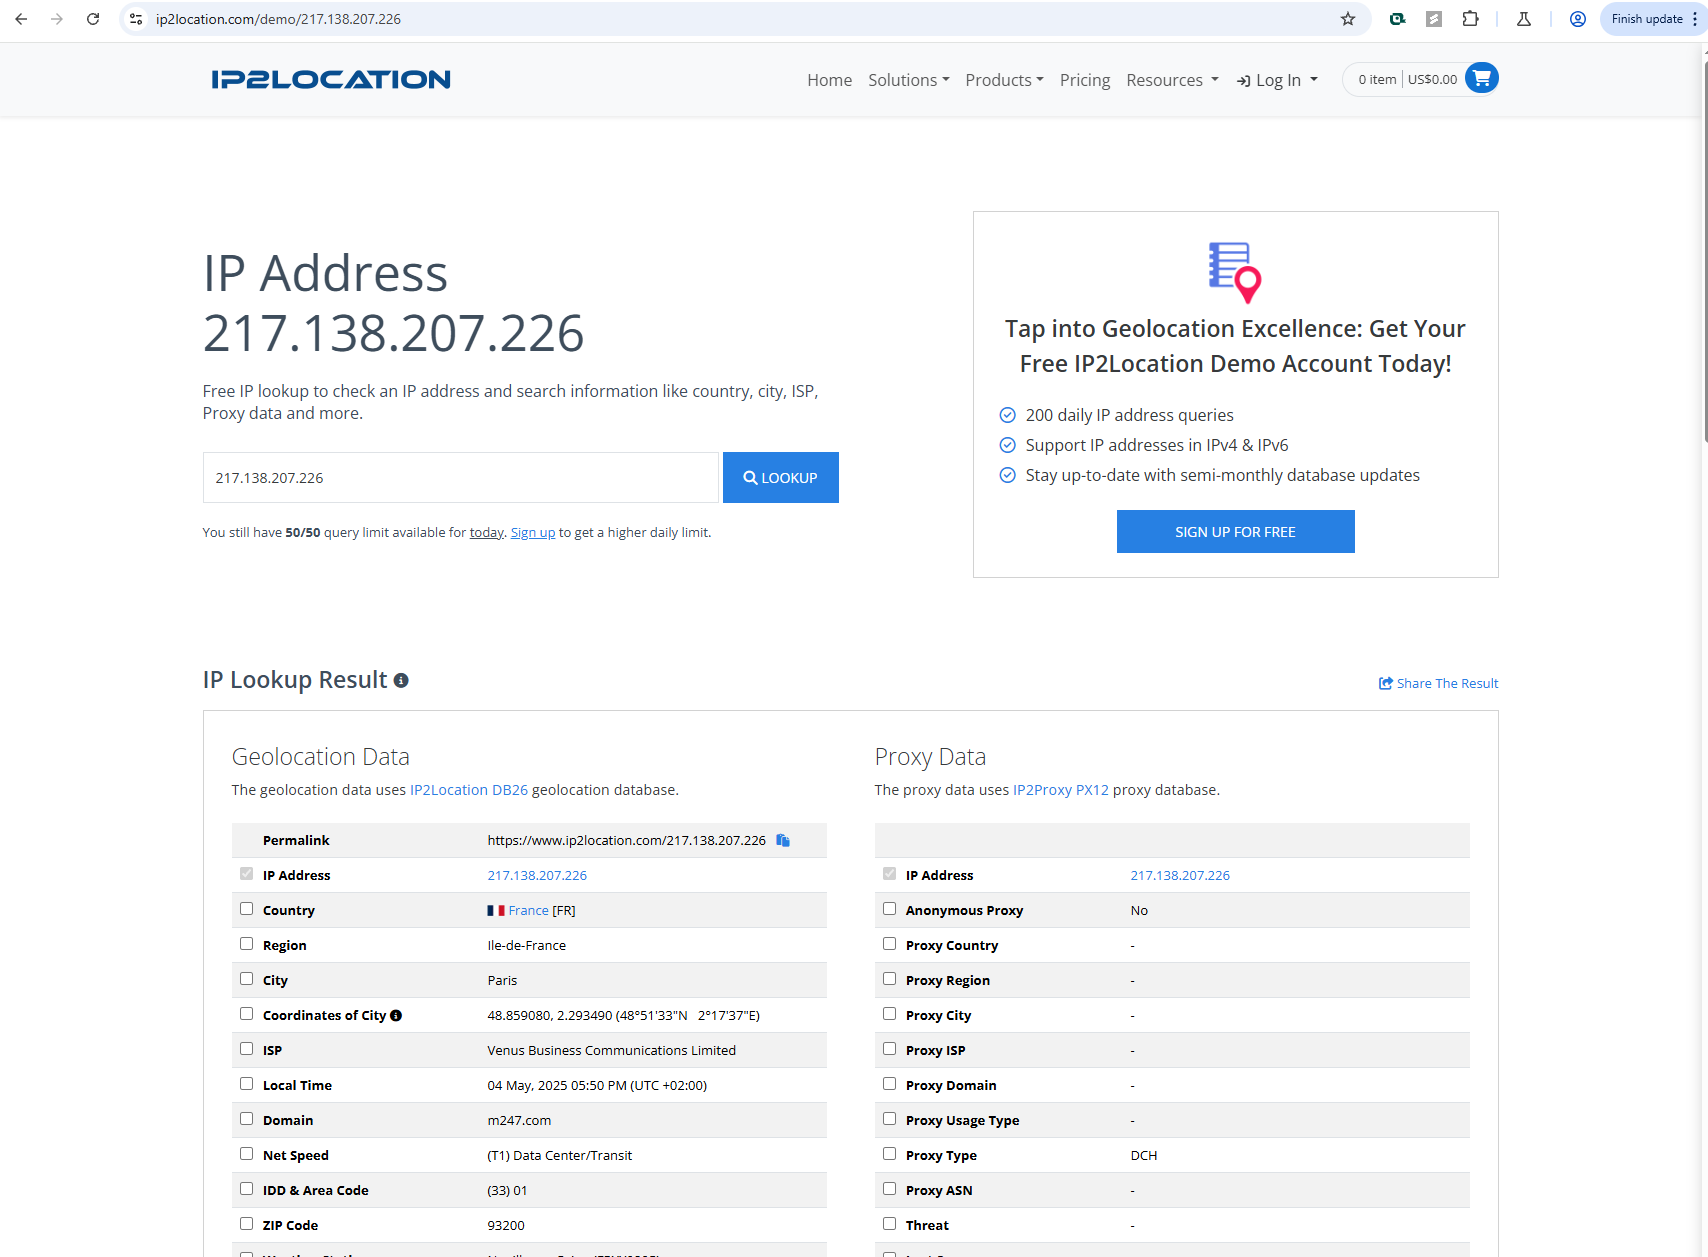 ip2location.com/demo/217.138.207.226
Finish update
IP2LOCATION
Home Solutions Products Pricing Resources Log In 0 item US$0.00
IP Address
217.138.207.226
Free IP lookup to check an IP address and search information like country, city, ISP,
Proxy data and more.
217.138.207.226
LOOKUP
You still have 50/50 query limit available for today. Sign up to get a higher daily limit.
Tap into Geolocation Excellence: Get Your
Free IP2Location Demo Account Today!
200 daily IP address queries
Support IP addresses in IPv4 & IPv6
Stay up-to-date with semi-monthly database updates
SIGN UP FOR FREE
IP Lookup Result
Share The Result
Geolocation Data
The geolocation data uses IP2Location DB26 geolocation database.
Permalink https://www.ip2location.com/217.138.207.226
IP Address 217.138.207.226
Country France [FR]
Region Ile-de-France
City Paris
Coordinates of City 48.859080, 2.293490 (48°51'33"N 2°17'37"E)
ISP Venus Business Communications Limited
Local Time 04 May, 2025 05:50 PM (UTC +02:00)
Domain m247.com
Net Speed (T1) Data Center/Transit
IDD & Area Code (33) 01
ZIP Code 93200
Proxy Data
The proxy data uses IP2Proxy PX12 proxy database.
IP Address 217.138.207.226
Anonymous Proxy No
Proxy Country -
Proxy Region -
Proxy City -
Proxy ISP -
Proxy Domain -
Proxy Usage Type -
Proxy Type DCH
Proxy ASN -
Threat -